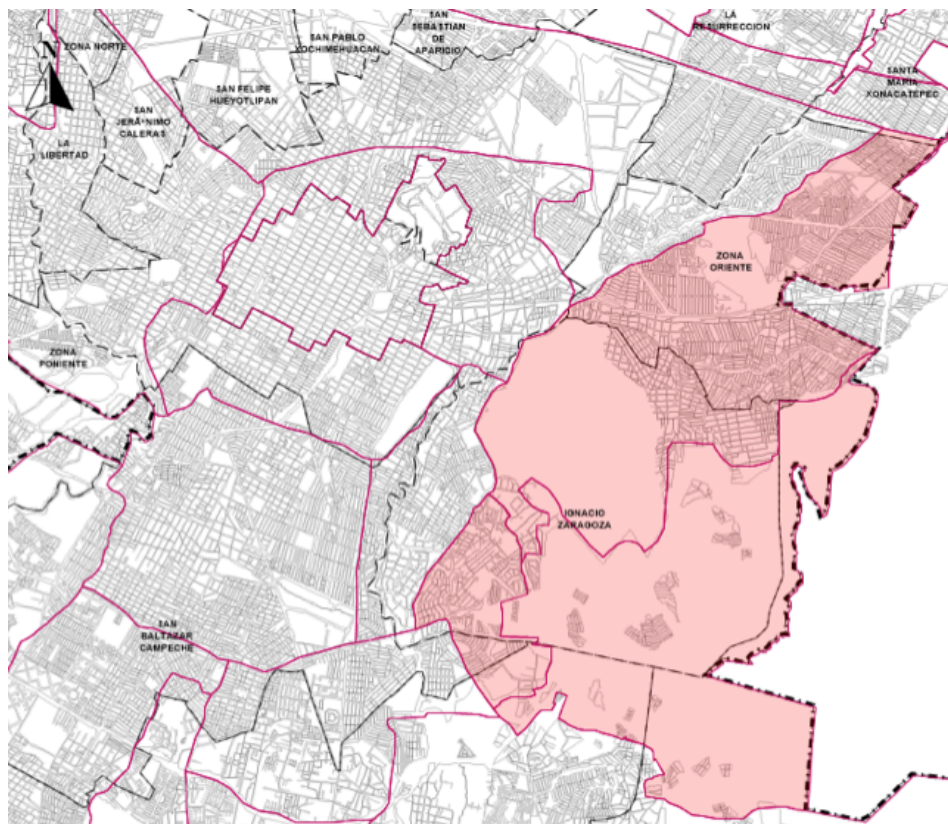 SAN
SEBASTIAN
DE
APARICIO
LA
RESURRECCION
ZONA NORTE
SAN PABLO
XOCHIMEHUACAN
SANTA
MARIA
XONACATEPEC
SAN FELIPE
HUEYOTLIPAN
SAN
JERÃ³NIMO
CALERAS
LA
LIBERTAD
ZONA
ORIENTE
ZONA
PONIENTE
IGNACIO
ZARAGOZA
SAN
BALTAZAR
CAMPECHE